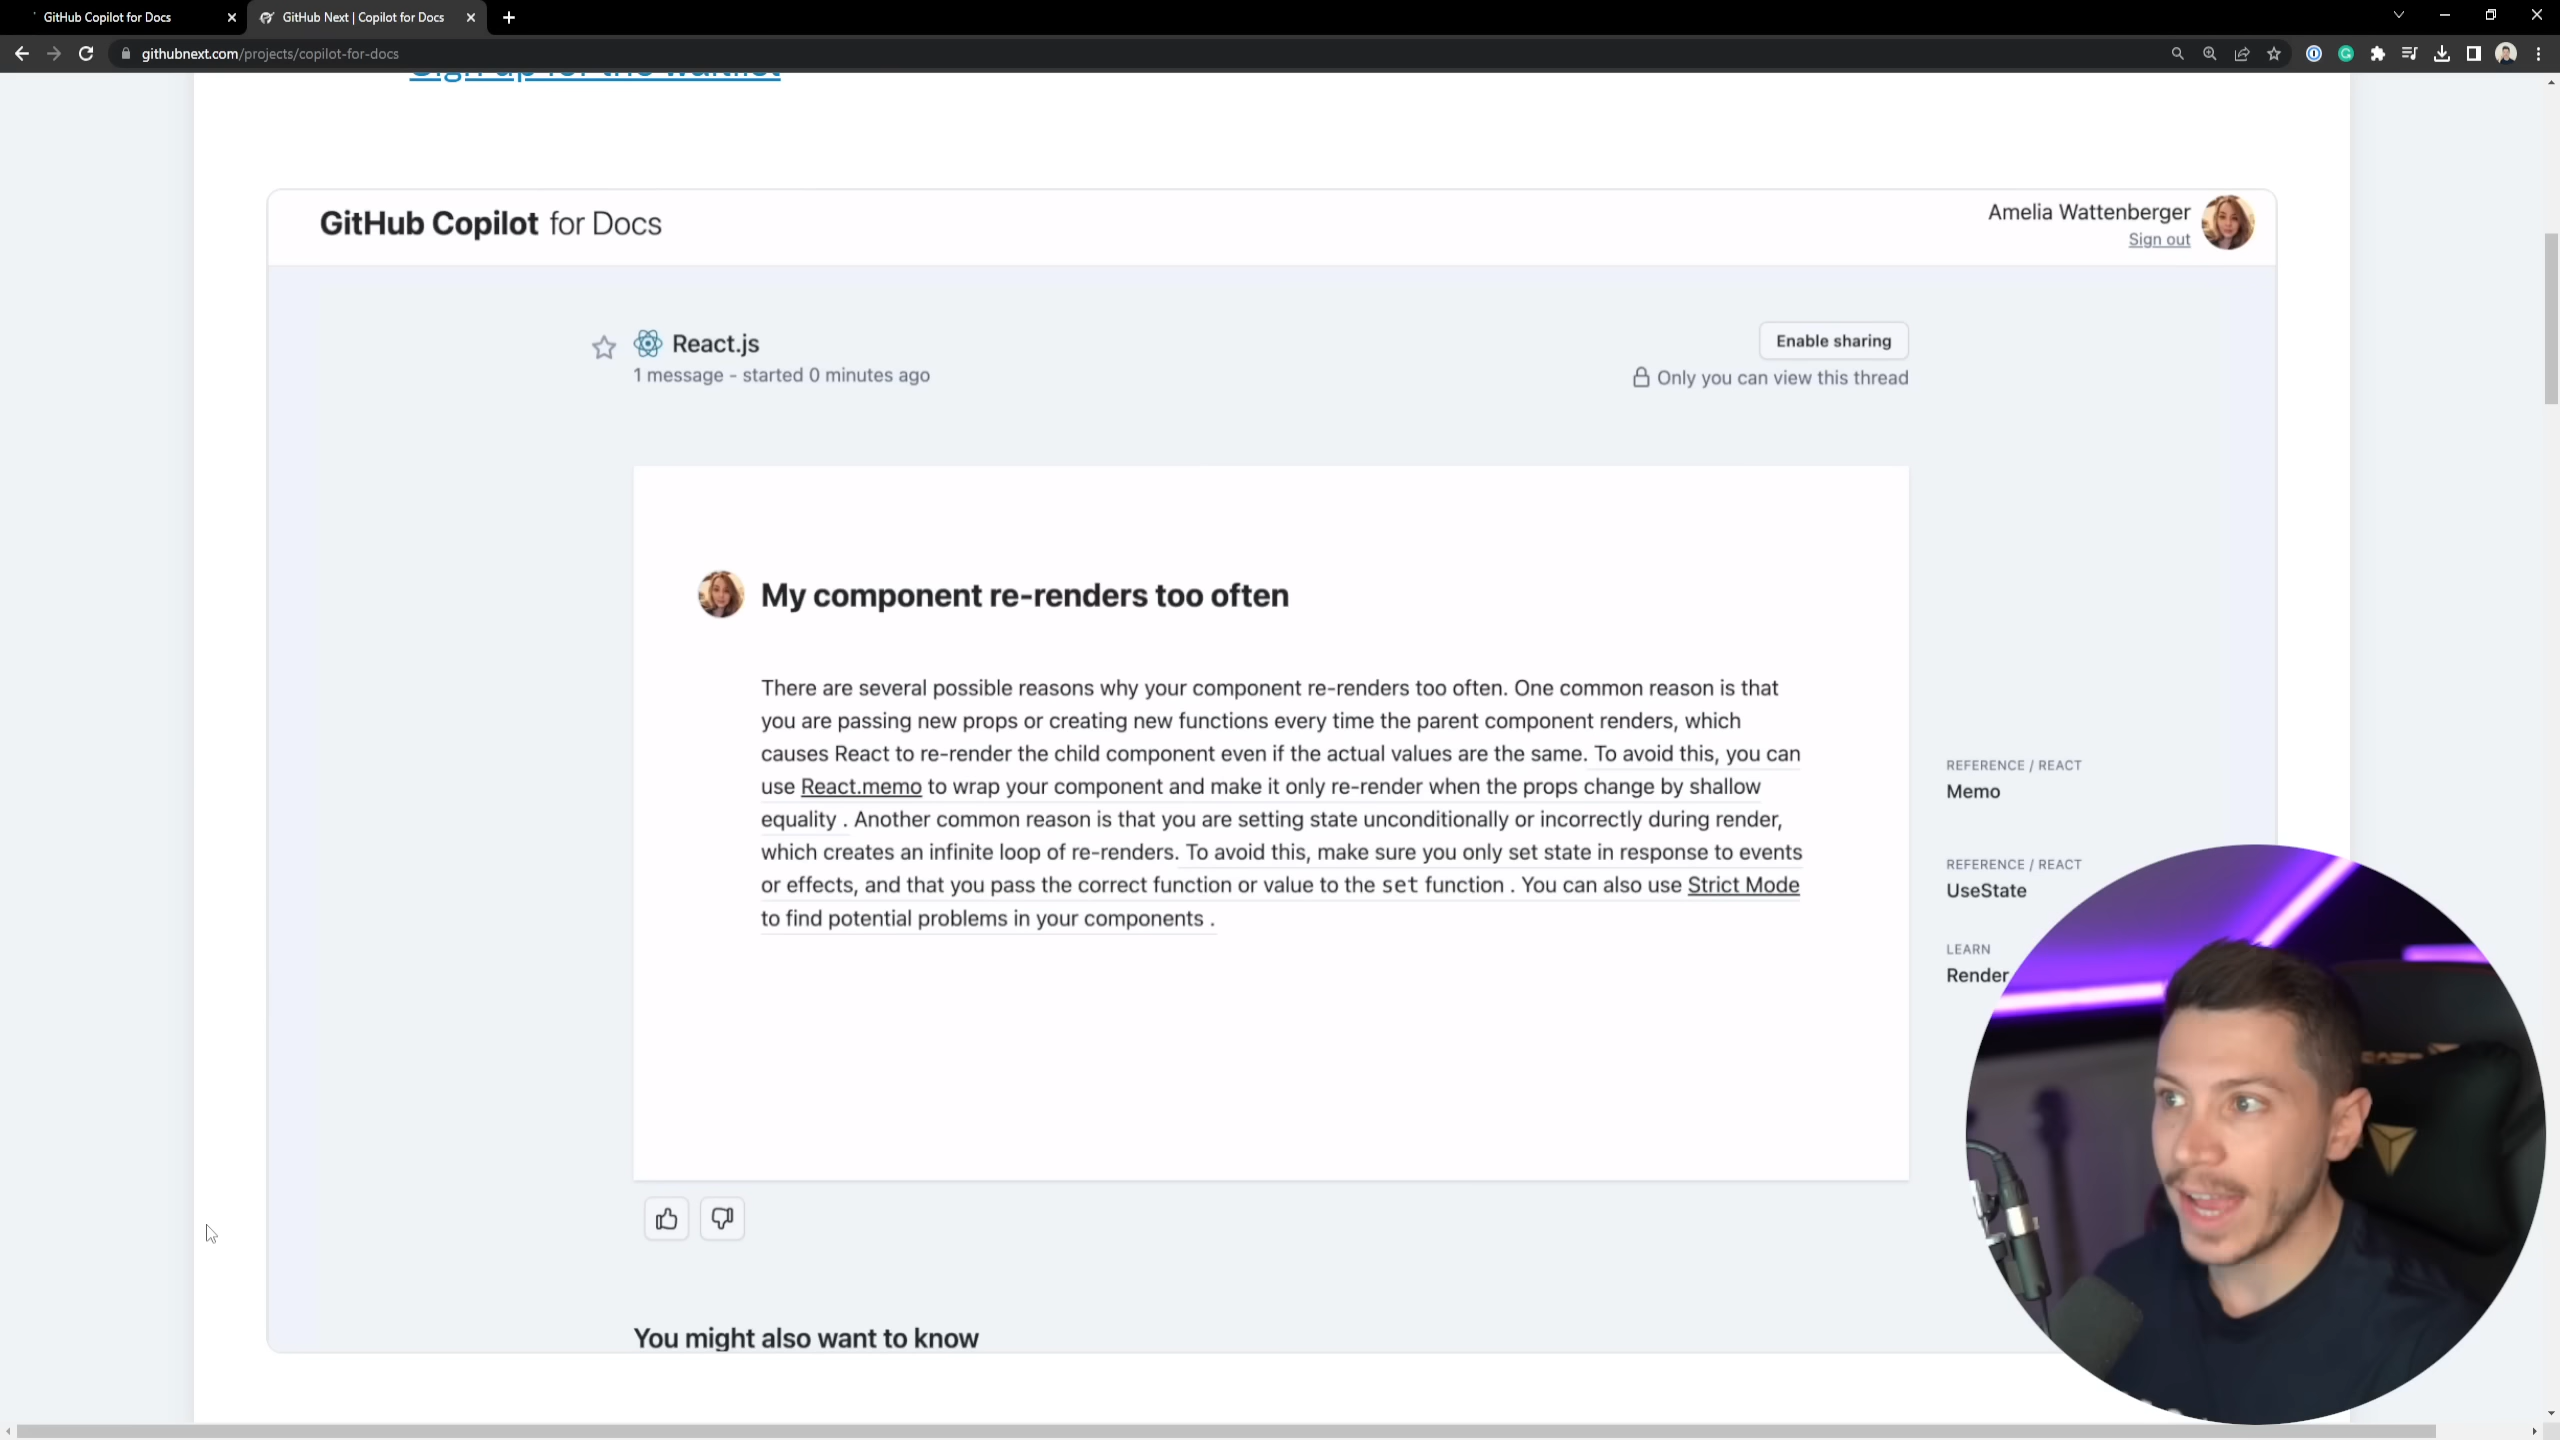 GitHub Copilot for Docs
GitHub Next | Copilot for Docs
githubnext.com/projects/copilot-for-docs
Sign up for the waitlist
GitHub Copilot for Docs
Amelia Wattenberger
Sign out
React.js
1 message - started 0 minutes ago
Enable sharing
Only you can view this thread
My component re-renders too often
There are several possible reasons why your component re-renders too often. One common reason is that
you are passing new props or creating new functions every time the parent component renders, which
causes React to re-render the child component even if the actual values are the same. To avoid this, you can
use React.memo to wrap your component and make it only re-render when the props change by shallow
equality . Another common reason is that you are setting state unconditionally or incorrectly during render,
which creates an infinite loop of re-renders. To avoid this, make sure you only set state in response to events
or effects, and that you pass the correct function or value to the set function . You can also use Strict Mode
to find potential problems in your components .
REFERENCE / REACT
Memo
REFERENCE / REACT
UseState
LEARN
Render
You might also want to know